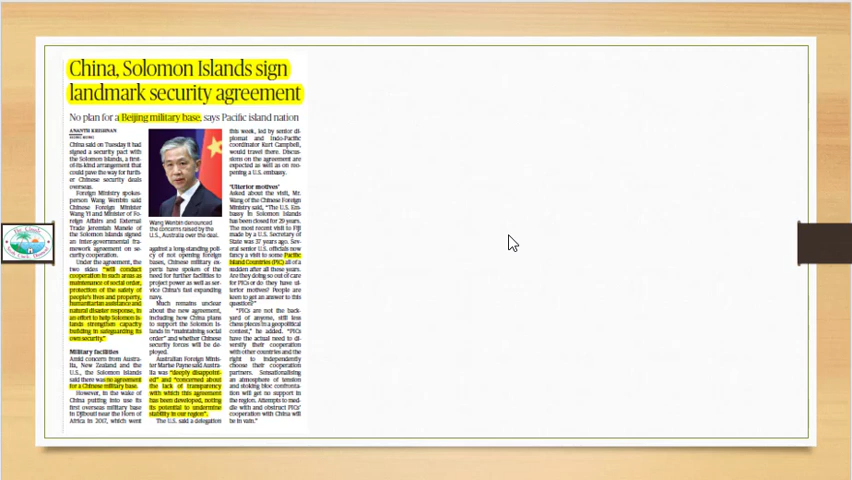 China, Solomon Islands sign
landmark security agreement
No plan for a Beijing military base, says Pacific island nation
ANANTH KRISHNAN
HONG KONG
China said on Tuesday it had
signed a security pact with
the Solomon Islands, a first-
of-its-kind arrangement that
could pave the way for furth-
er Chinese security deals
overseas.
Foreign Ministry spokes-
person Wang Wenbin said
Chinese Foreign Minister
Wang Yi and Minister of Fo-
reign Affairs and External
Trade Jeremiah Manele of
the Solomon Islands signed
an inter-governmental fra-
mework agreement on se-
curity cooperation.
Under the agreement, the
two sides "will conduct
cooperation in such areas as
maintenance of social order,
protection of the safety of
people's lives and property,
humanitarian assistance and
natural disaster response, in
an effort to help Solomon Is-
lands strengthen capacity
building in safeguarding its
own security."
Military facilities
Amid concern from Austra-
lia, New Zealand and the
U.S., the Solomon Islands
said there was no agreement
for a Chinese military base.
However, in the wake of
China putting into use its
first overseas military base
in Djibouti near the Horn of
Africa in 2017, which went
Wang Wenbin denounced
the concerns raised by the
U.S., Australia over the deal.
against a long-standing poli-
cy of not opening foreign
bases, Chinese military ex-
perts have spoken of the
need for further facilities to
project power as well as ser-
vice China's fast expanding
navy.
Much remains unclear
about the new agreement,
including how China plans
to support the Solomon Is-
lands in "maintaining social
order" and whether Chinese
security forces will be de-
ployed.
Australian Foreign Minis-
ter Marise Payne said Austra-
lia was "deeply disappoint-
ed" and "concerned about
the lack of transparency
with which this agreement
has been developed, noting
its potential to undermine
stability in our region".
The U.S. said a delegation
this week, led by senior di-
plomat and Indo-Pacific
coordinator Kurt Campbell,
would travel there. Discus-
sions on the agreement are
expected as well as on reo-
pening a U.S. embassy.
'Ulterior motives'
Asked about the visit, Mr.
Wang of the Chinese Foreign
Ministry said, "The U.S. Em-
bassy in Solomon Islands
has been closed for 29 years.
The most recent visit to Fiji
made by a U.S. Secretary of
State was 37 years ago. Sev-
eral senior U.S. officials now
fancy a visit to some Pacific
Island Countries (PIC) all of a
sudden after all these years.
Are they doing so out of care
for PICs or do they have ul-
terior motives? People are
keen to get an answer to this
question."
"PICs are not the back-
yard of anyone, still less
chess pieces in a geopolitical
contest," he added. "PICs
have the actual need to di-
versify their cooperation
with other countries and the
right to independently
choose their cooperation
partners. Sensationalising
an atmosphere of tension
and stoking bloc confronta-
tion will get no support in
the region. Attempts to med-
dle with and obstruct PICs'
cooperation with China will
be in vain."